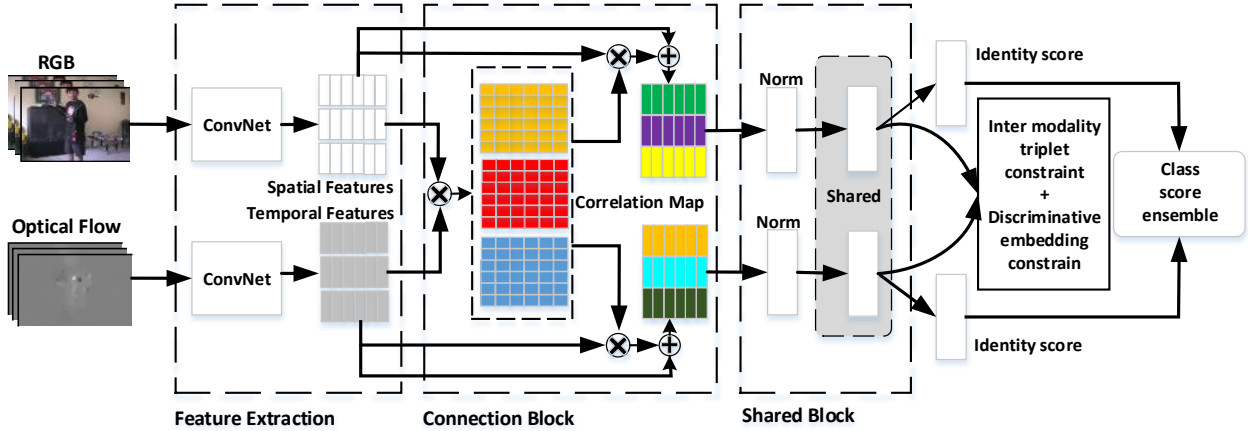 RGB
ConvNet
Spatial Features
Temporal Features
Optical Flow
ConvNet
Feature Extraction
Correlation Map
Connection Block
Norm
Shared
Norm
Shared Block
Identity score
Inter modality
triplet
constraint
+
Discriminative
embedding
constrain
Identity score
Class
score
ensemble